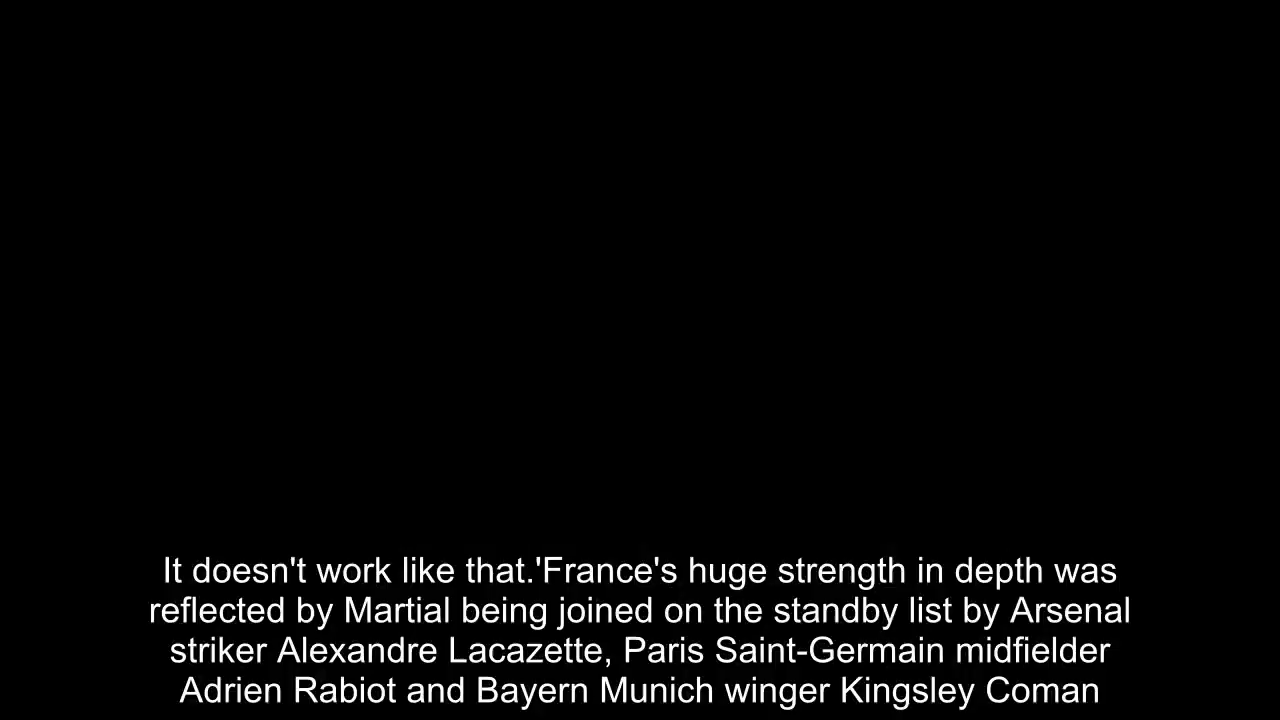 It doesn't work like that.'France's huge strength in depth was
reflected by Martial being joined on the standby list by Arsenal
striker Alexandre Lacazette, Paris Saint-Germain midfielder
Adrien Rabiot and Bayern Munich winger Kingsley Coman